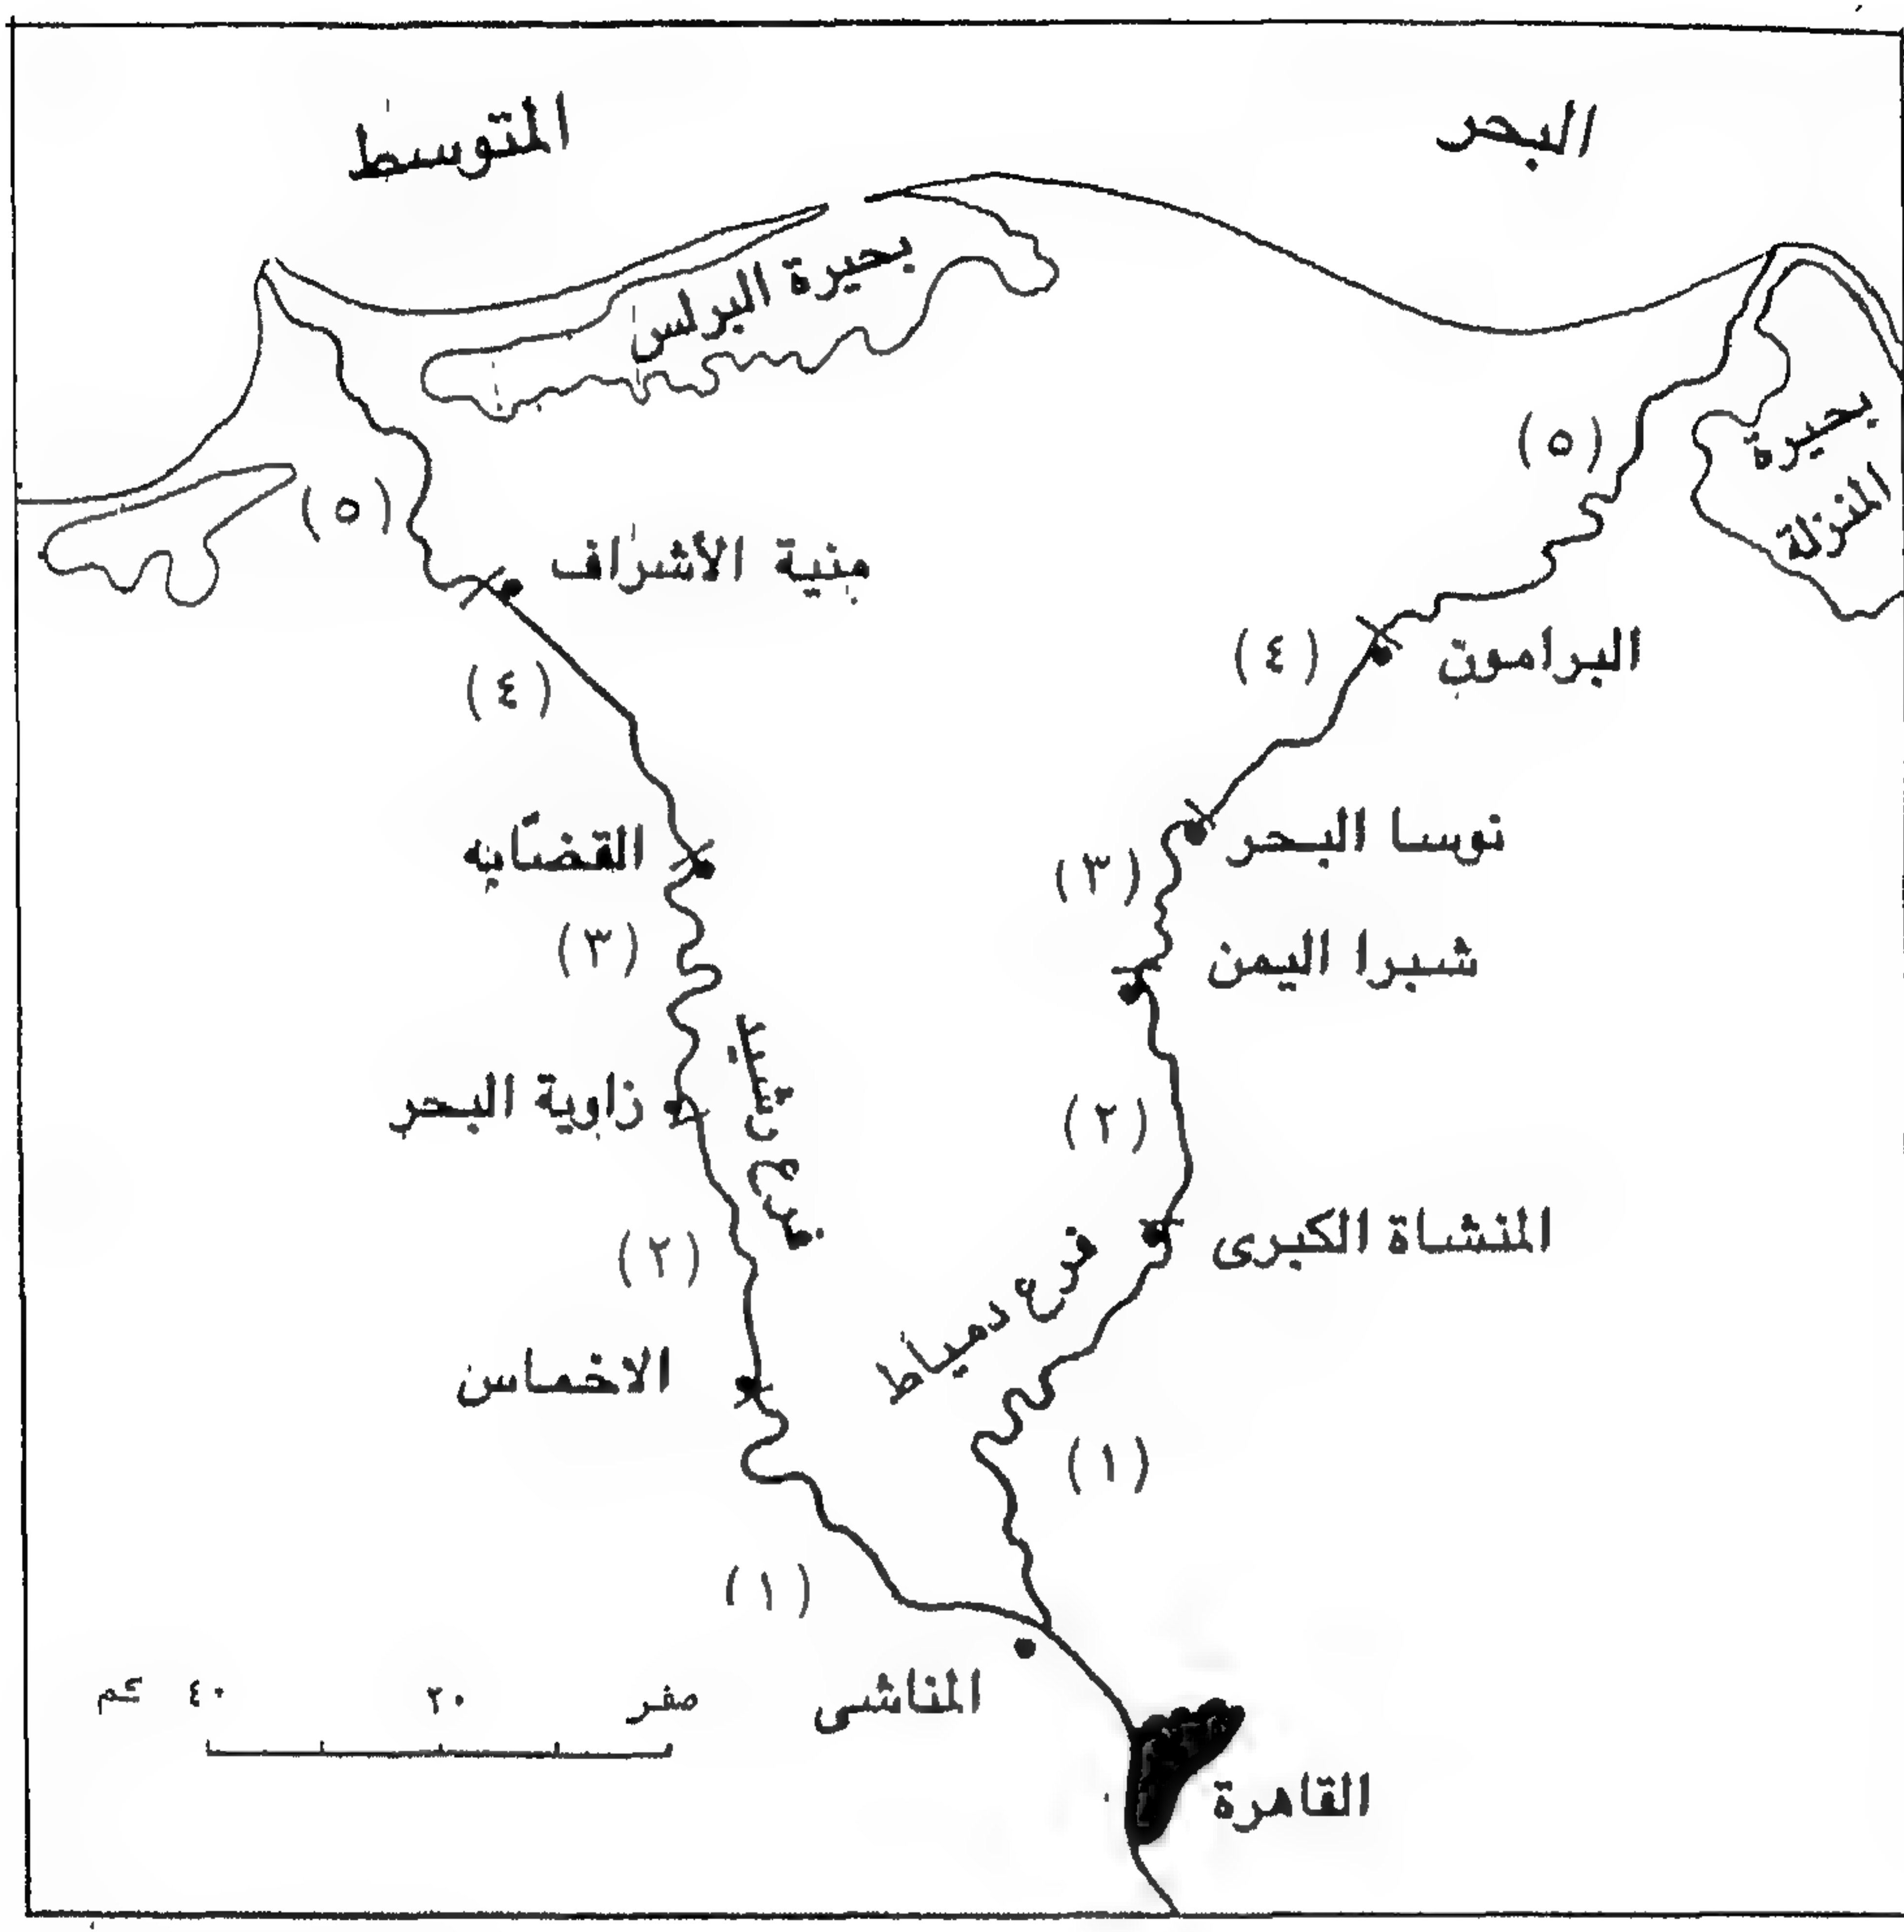 البحر
المتوسط
بحيرة البرلس
بحيرة
المنزلة
(٥)
(٥)
منية الأشراف
البرامون
(٤)
(٤)
نوسا البحر
القضّابه
(٣)
(٣)
شبرا اليمن
زاوية البحر
فرع رشيد
(٢)
(٢)
المنشاة الكبرى
فرع دمياط
الاخماس
(١)
(١)
المناشى
صفر ٢٠ ٤٠ كم
القاهرة